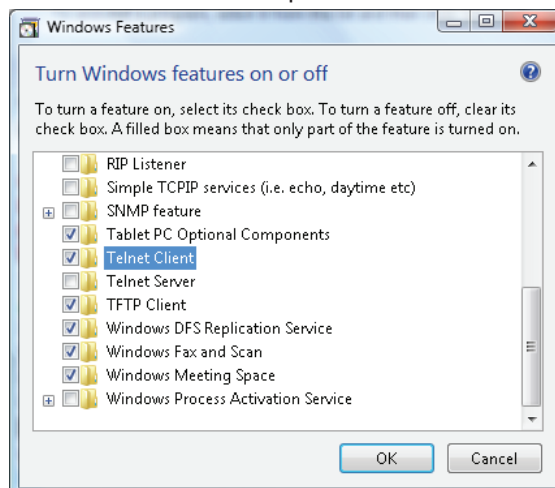 Windows Features
Turn Windows features on or off
To turn a feature on, select its check box. To turn a feature off, clear its
check box. A filled box means that only part of the feature is turned on.
RIP Listener
Simple TCPIP services (i.e. echo, daytime etc)
SNMP feature
Tablet PC Optional Components
Telnet Client
Telnet Server
TFTP Client
Windows DFS Replication Service
Windows Fax and Scan
Windows Meeting Space
Windows Process Activation Service
OK Cancel